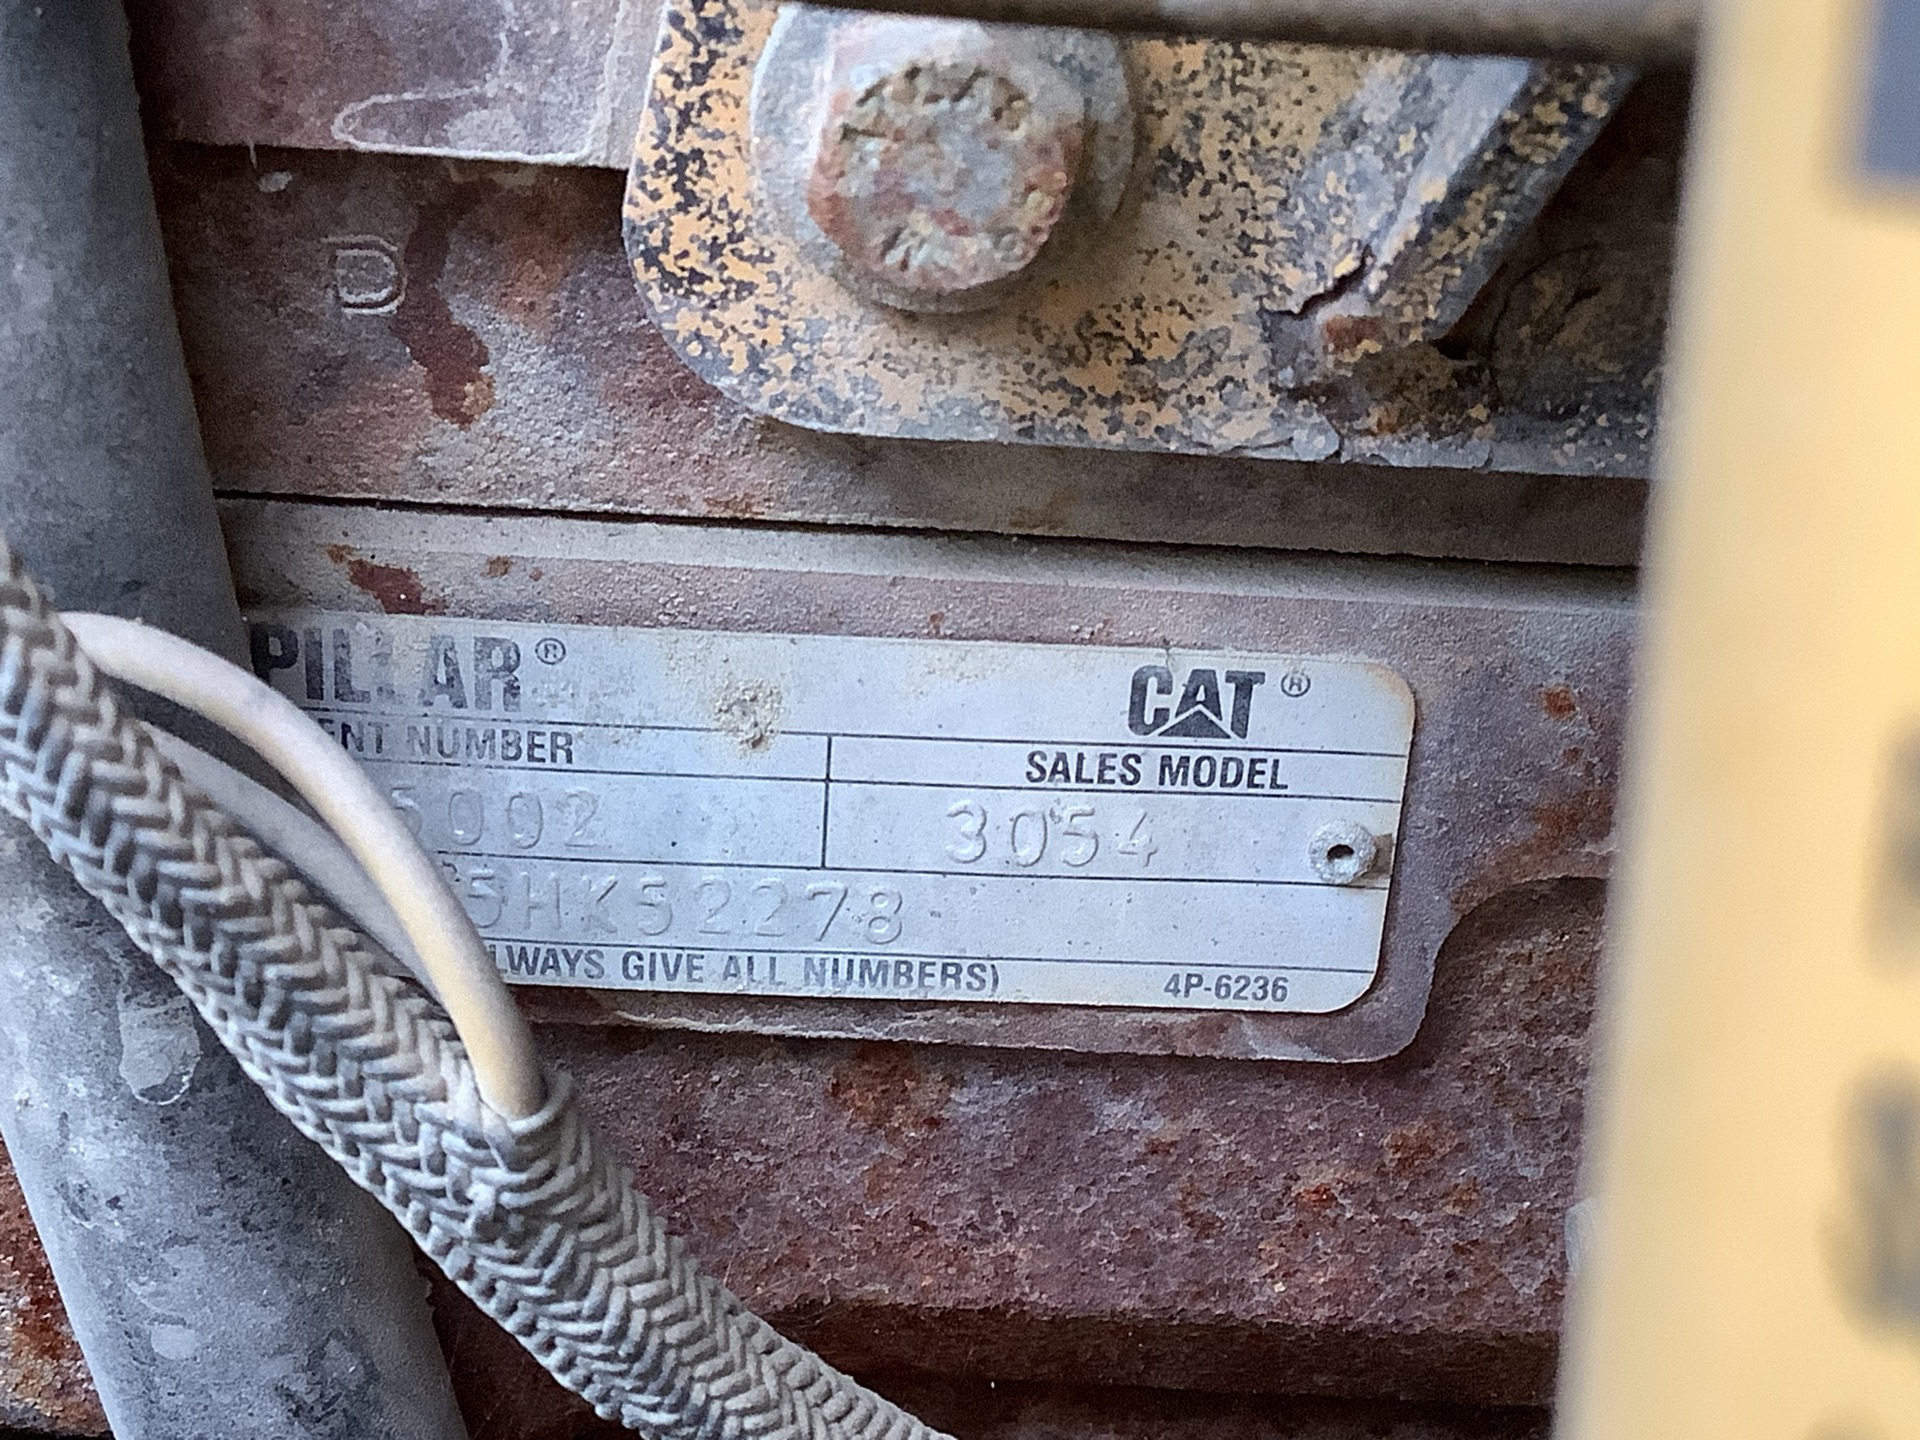 D
PILLAR® CAT®
ENT NUMBER SALES MODEL
5002 3054
5HK52278
LWAYS GIVE ALL NUMBERS) 4P-6236